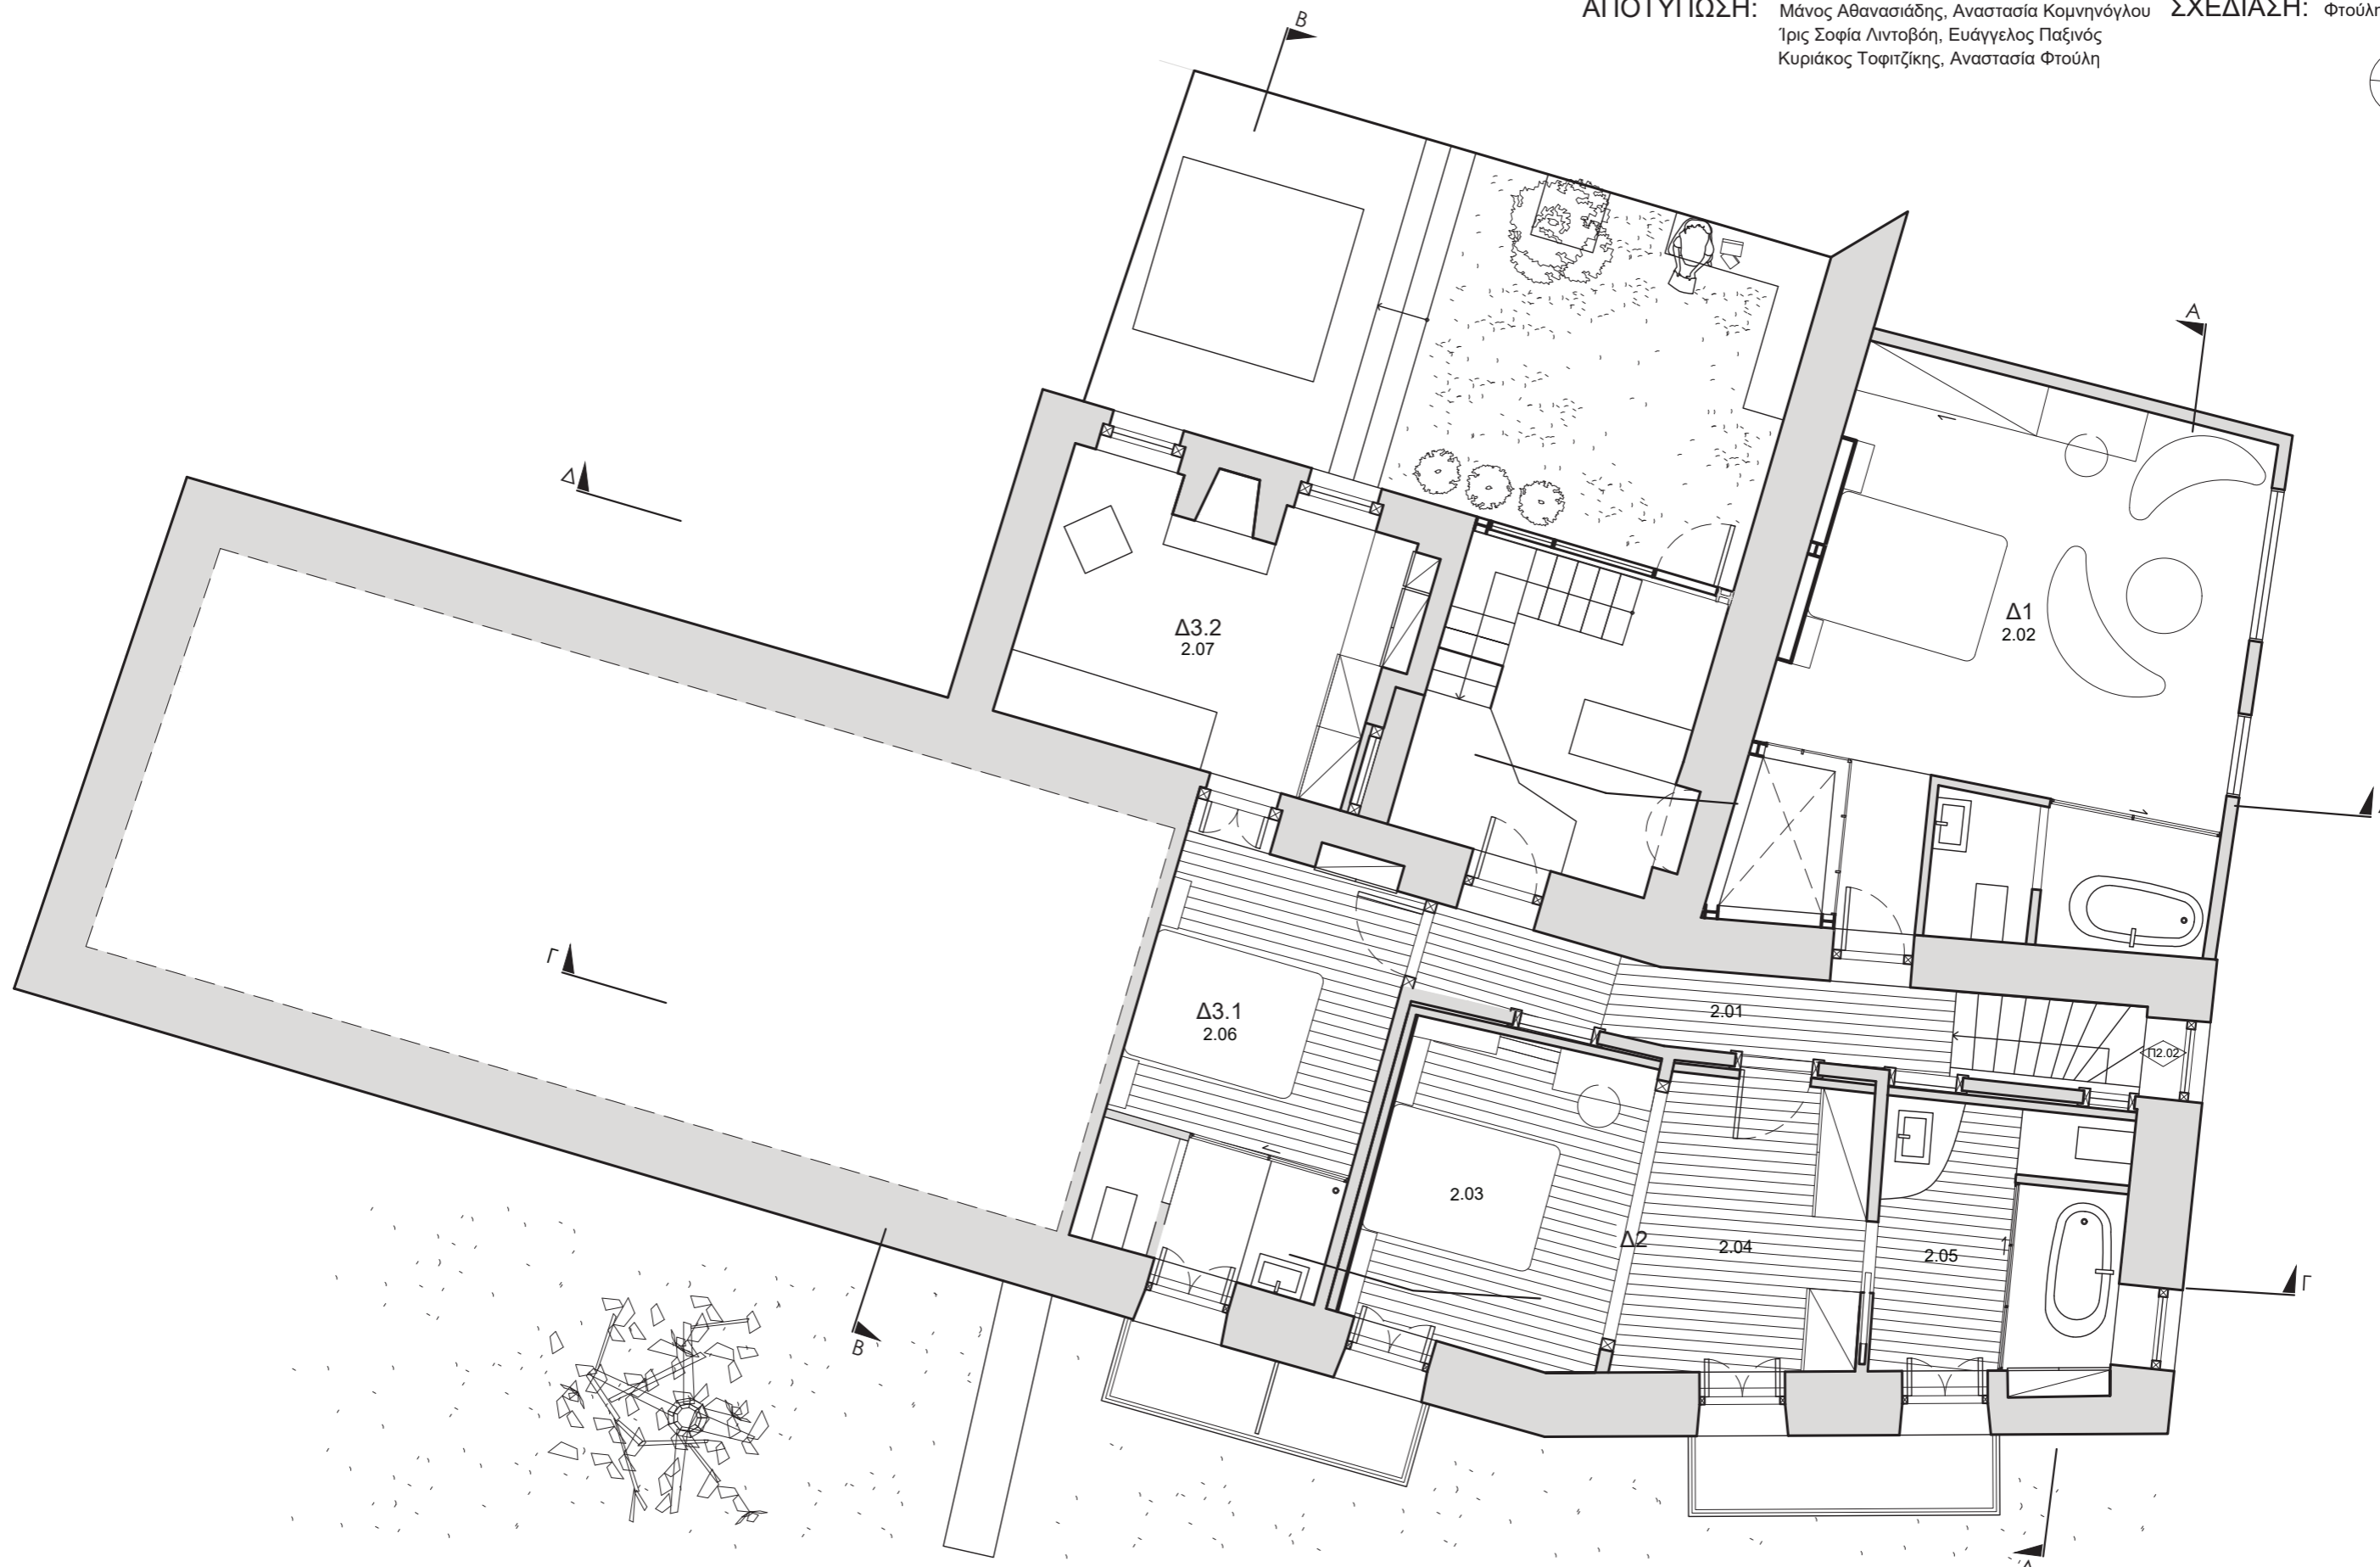 ΑΠΟΤΥΠΩΣΗ: Μάνος Αθανασιάδης, Αναστασία Κομνηνόγλου ΣΧΕΔΙΑΣΗ:
Ίρις Σοφία Λιντοβόη, Ευάγγελος Παξινός
Κυριάκος Τοφιτζίκης, Αναστασία Φτούλη
Β
Α
Δ
Δ3.2
2.07
Δ1
2.02
Γ
Δ3.1
2.06
2.01
Π2.02
2.03
Δ2
2.04
2.05
Γ
Β